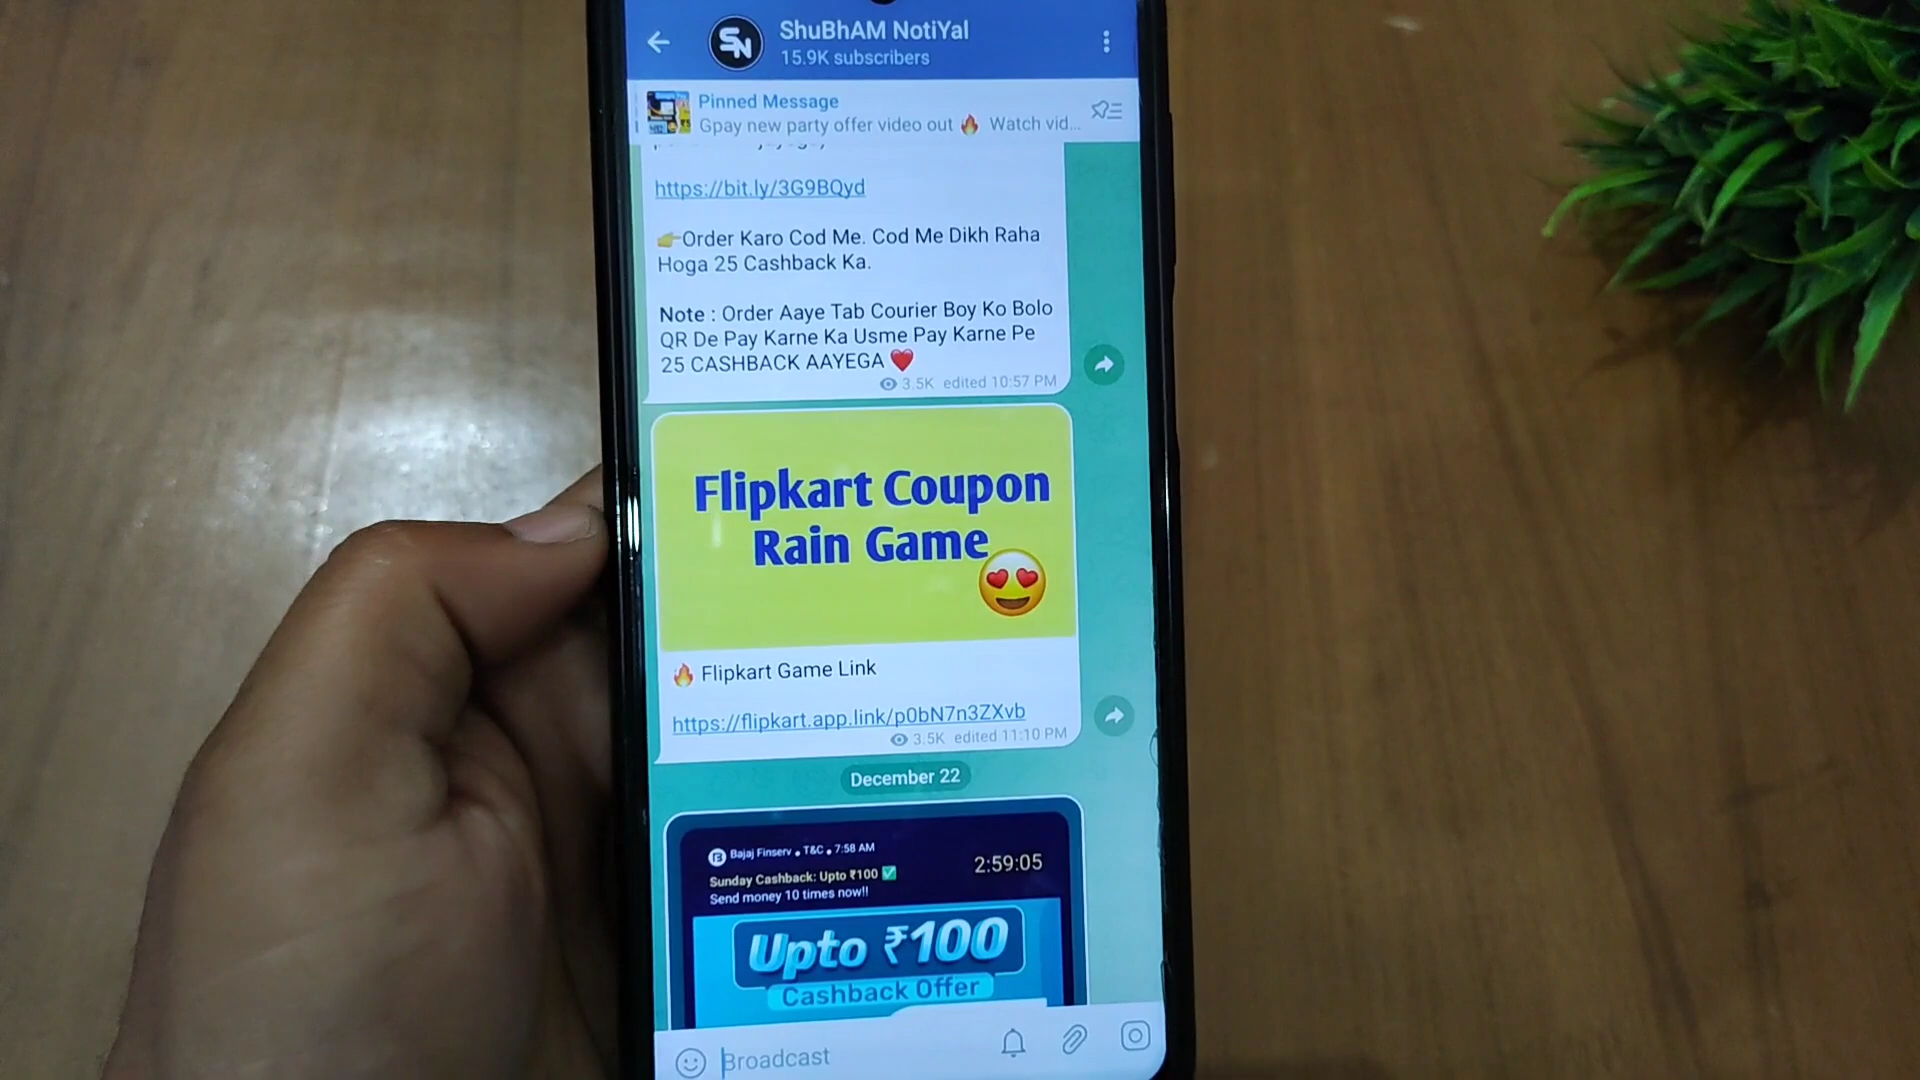 SN
ShuBhAM NotiYal
15.9K subscribers
Pinned Message
Gpay new party offer video out 🔥 Watch vid...
https://bit.ly/3G9BQyd
👉Order Karo Cod Me. Cod Me Dikh Raha
Hoga 25 Cashback Ka.
Note : Order Aaye Tab Courier Boy Ko Bolo
QR De Pay Karne Ka Usme Pay Karne Pe
25 CASHBACK AAYEGA ❤️
3.5K edited 10:57 PM
Flipkart Coupon
Rain Game
🔥 Flipkart Game Link
https://flipkart.app.link/p0bN7n3ZXvb
3.5K edited 11:10 PM
December 22
Bajaj Finserv • T&C • 7:58 AM
Sunday Cashback: Upto ₹100 ✅
Send money 10 times now!!
2:59:05
Upto ₹100
Cashback Offer
Broadcast